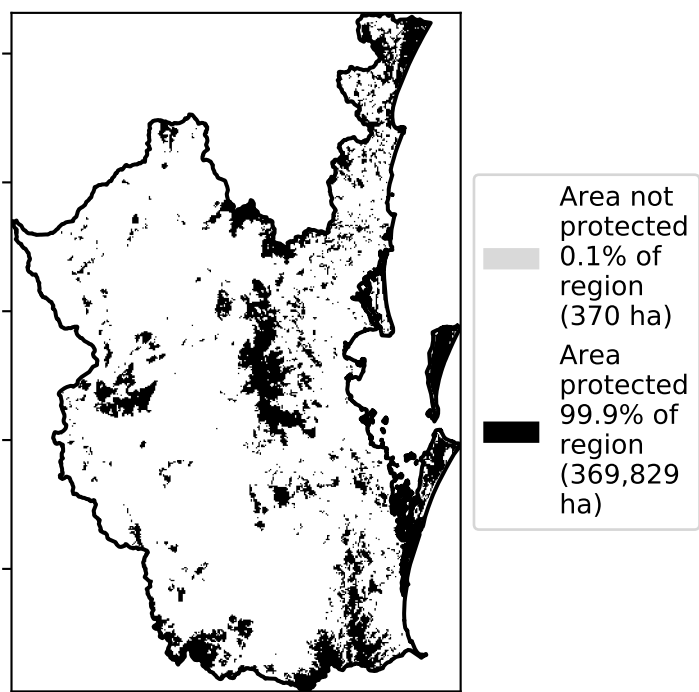 Area not
protected
0.1% of
region
(370 ha)
Area
protected
99.9% of
region
(369,829
ha)